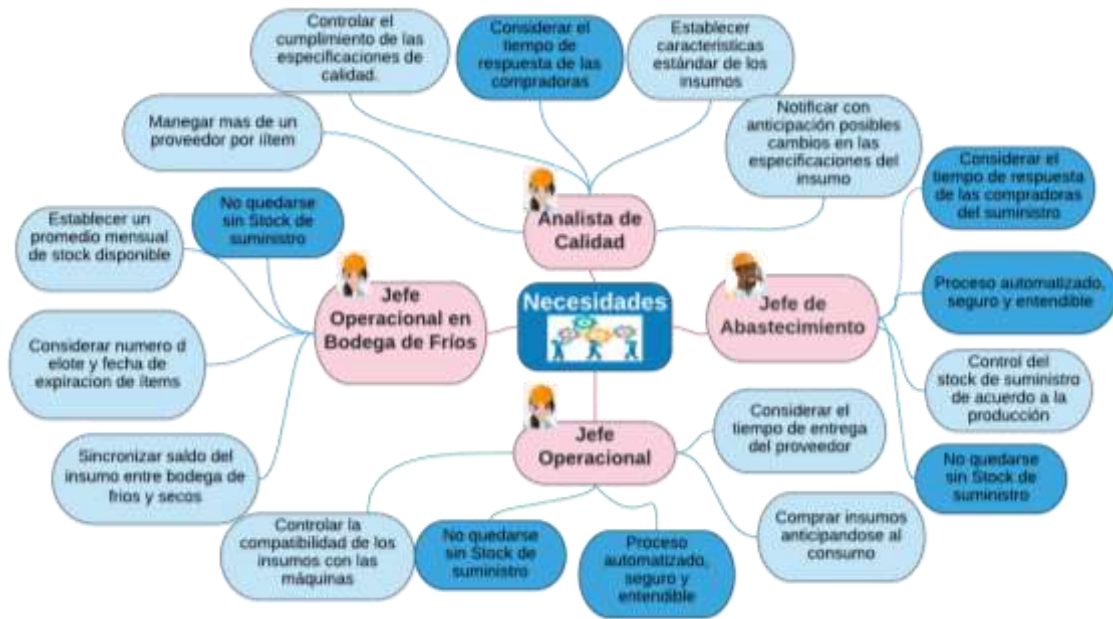 Controlar el
cumplimiento de las
especificaciones de
calidad.
Considerar el
tiempo de
respuesta de las
compradoras
Establecer
caracteristicas
estándar de los
insumos
Manegar mas de un
proveedor por iítem
Notificar con
anticipación posibles
cambios en las
especificaciones del
insumo
Analista de
Calidad
Considerar el
tiempo de respuesta
de las compradoras
del suministro
Proceso automatizado,
seguro y entendible
Control del
stock de suministro
de acuerdo a la
producción
No quedarse
sin Stock de
suministro
Jefe de
Abastecimiento
Necesidades
No quedarse
sin Stock de
suministro
Establecer un
promedio mensual
de stock disponible
Considerar numero d
elote y fecha de
expiracion de ítems
Sincronizar saldo del
insumo entre bodega de
frios y secos
Jefe
Operacional en
Bodega de Fríos
Jefe
Operacional
Considerar el
tiempo de entrega
del proveedor
Comprar insumos
anticipandose al
consumo
Proceso
automatizado,
seguro y
entendible
No quedarse
sin Stock de
suministro
Controlar la
compatibilidad de los
insumos con las
máquinas